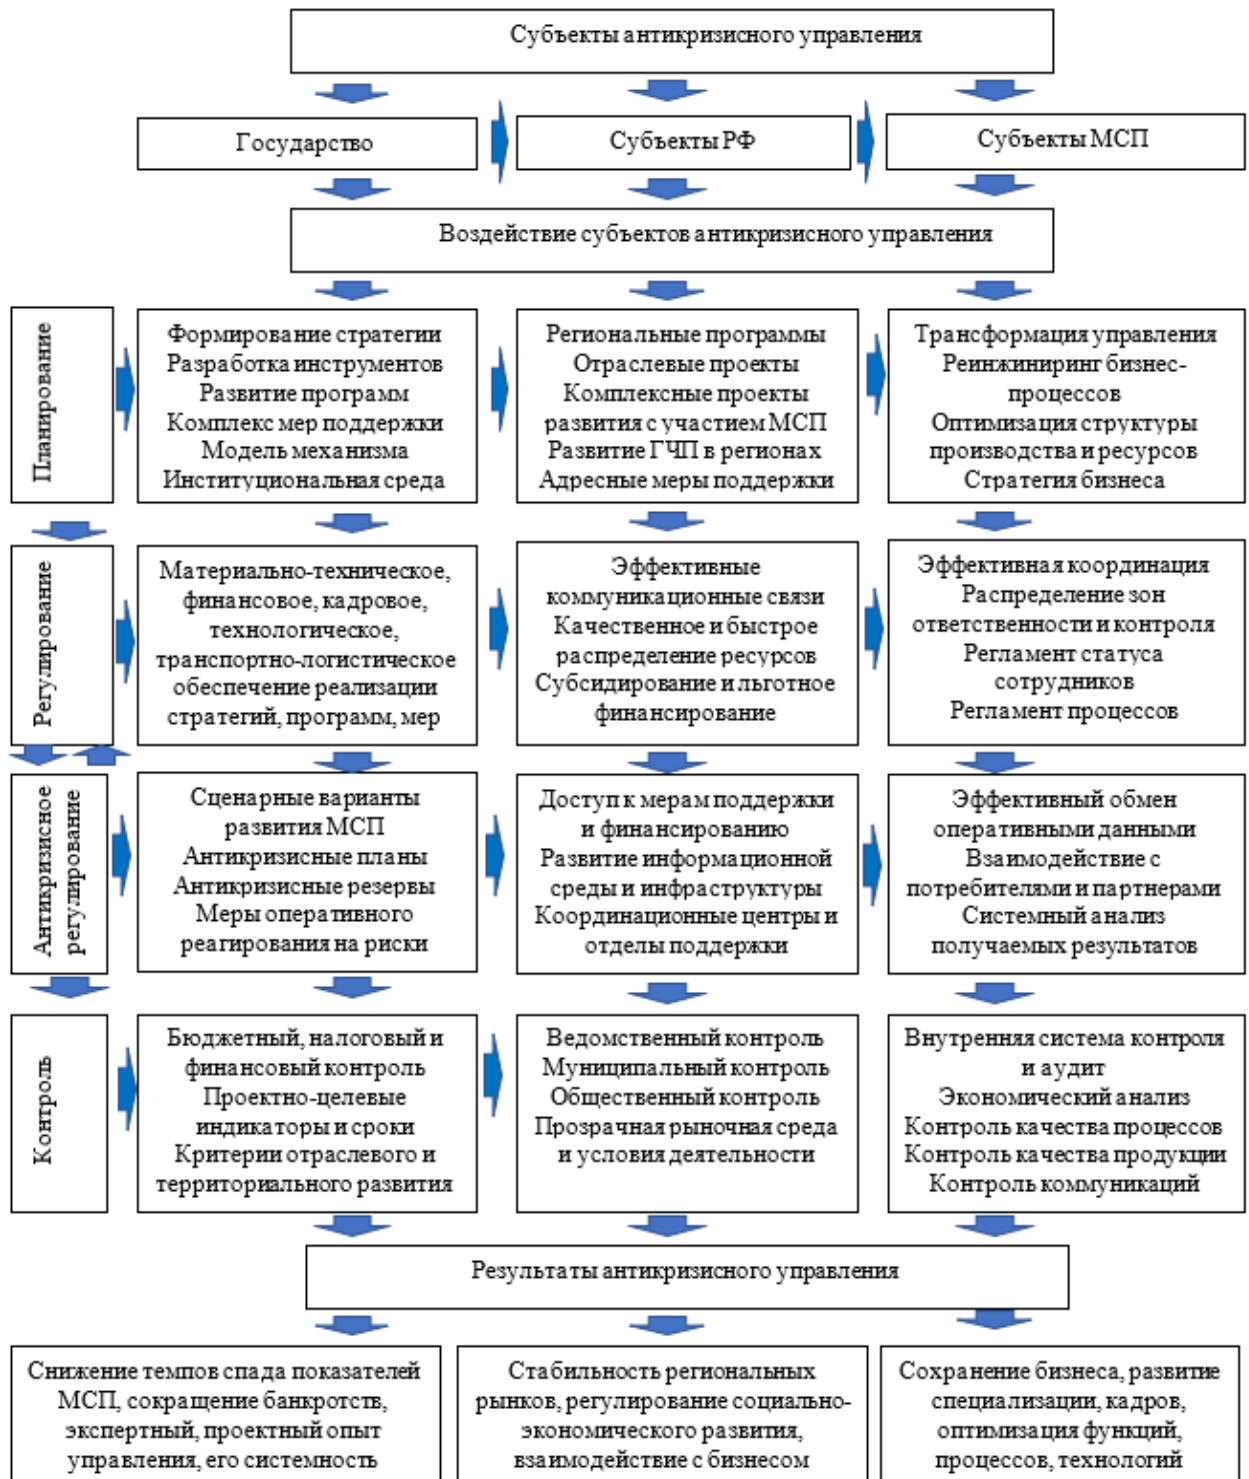 Субъекты антикризисного управления
Государство
Субъекты РФ
Субъекты МСП
Воздействие субъектов антикризисного управления
Планирование
Формирование стратегии
Разработка инструментов
Развитие программ
Комплекс мер поддержки
Модель механизма
Институциональная среда
Региональные программы
Отраслевые проекты
Комплексные проекты
развития с участием МСП
Развитие ГЧП в регионах
Адресные меры поддержки
Трансформация управления
Реинжиниринг бизнес-
процессов
Оптимизация структуры
производства и ресурсов
Стратегия бизнеса
Регулирование
Материально-техническое,
финансовое, кадровое,
технологическое,
транспортно-логистическое
обеспечение реализации
стратегий, программ, мер
Эффективные
коммуникационные связи
Качественное и быстрое
распределение ресурсов
Субсидирование и льготное
финансирование
Эффективная координация
Распределение зон
ответственности и контроля
Регламент статуса
сотрудников
Регламент процессов
Антикризисное
регулирование
Сценарные варианты
развития МСП
Антикризисные планы
Антикризисные резервы
Меры оперативного
реагирования на риски
Доступ к мерам поддержки
и финансированию
Развитие информационной
среды и инфраструктуры
Координационные центры и
отделы поддержки
Эффективный обмен
оперативными данными
Взаимодействие с
потребителями и партнерами
Системный анализ
получаемых результатов
Контроль
Бюджетный, налоговый и
финансовый контроль
Проектно-целевые
индикаторы и сроки
Критерии отраслевого и
территориального развития
Ведомственный контроль
Муниципальный контроль
Общественный контроль
Прозрачная рыночная среда
и условия деятельности
Внутренняя система контроля
и аудит
Экономический анализ
Контроль качества процессов
Контроль качества продукции
Контроль коммуникаций
Результаты антикризисного управления
Снижение темпов спада показателей
МСП, сокращение банкротств,
экспертный, проектный опыт
управления, его системность
Стабильность региональных
рынков, регулирование социально-
экономического развития,
взаимодействие с бизнесом
Сохранение бизнеса, развитие
специализации, кадров,
оптимизация функций,
процессов, технологий